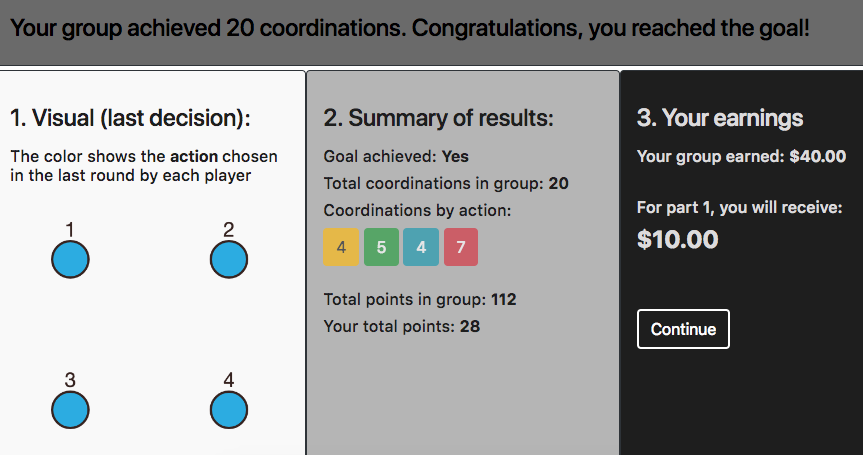 Your group achieved 20 coordinations. Congratulations, you reached the goal!
1. Visual (last decision):
The color shows the action chosen
in the last round by each player
1 2
3 4
2. Summary of results:
Goal achieved: Yes
Total coordinations in group: 20
Coordinations by action:
4 5 4 7
Total points in group: 112
Your total points: 28
3. Your earnings
Your group earned: $40.00
For part 1, you will receive:
$10.00
Continue